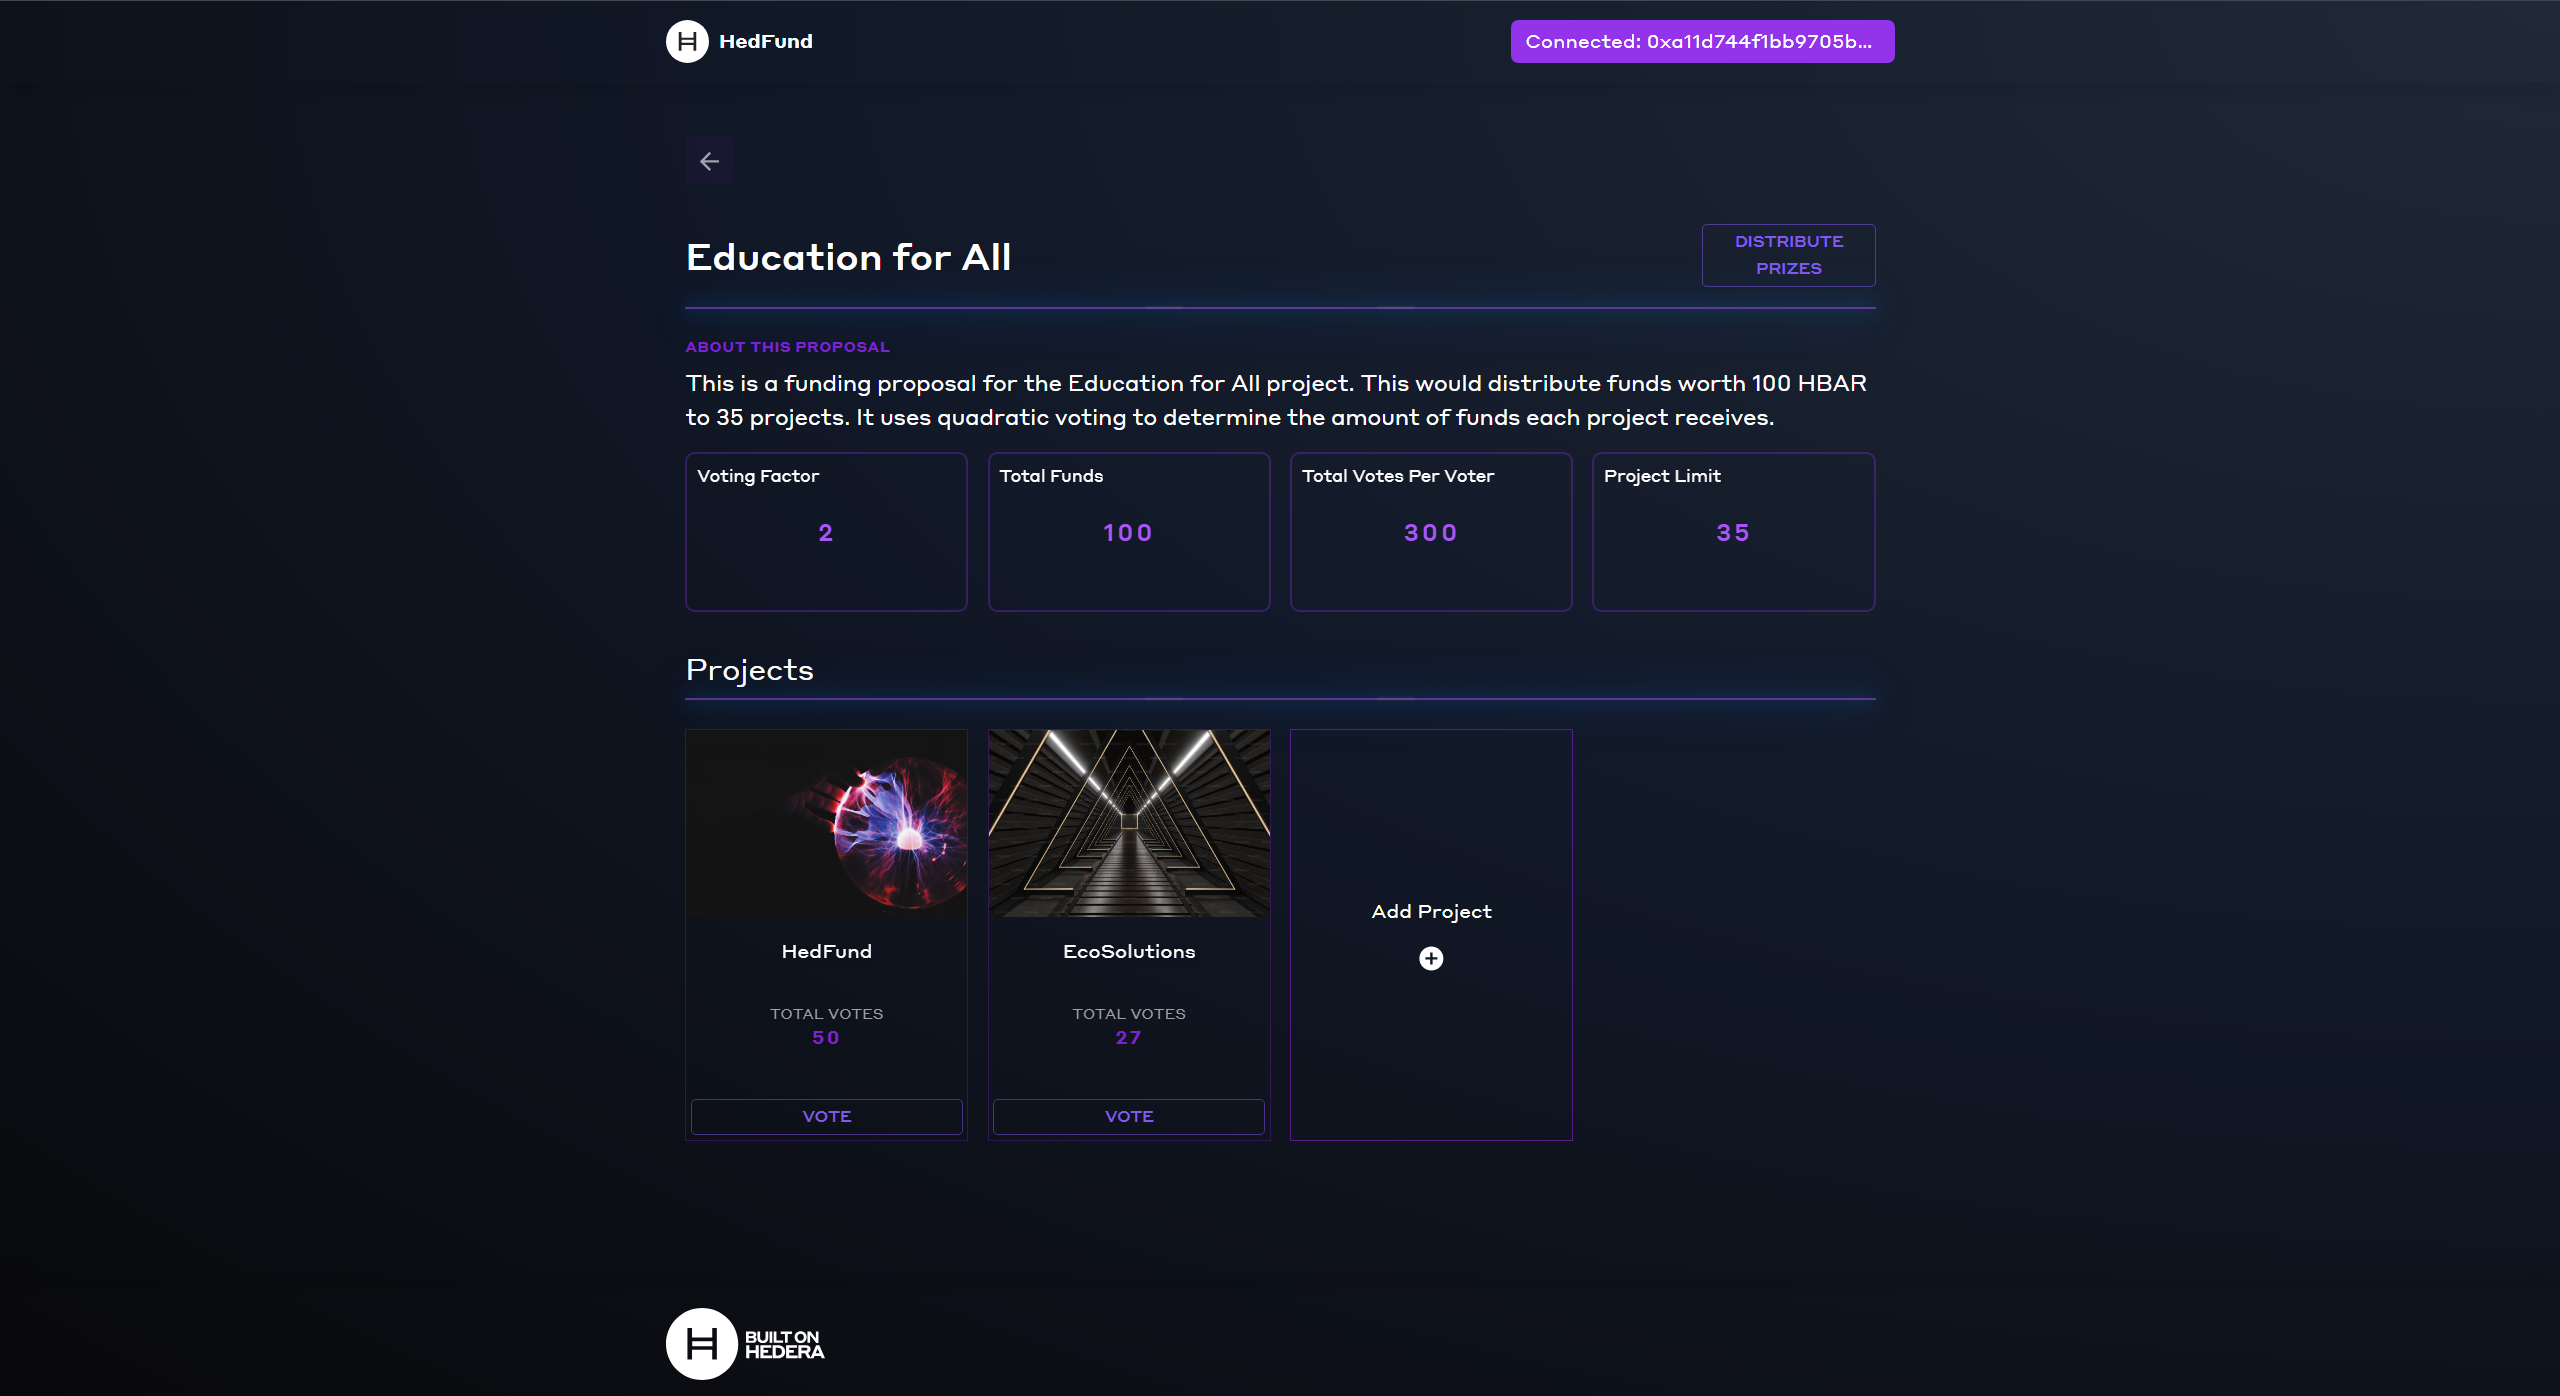 HedFund
Connected: 0xa11d744f1bb9705b...
Education for All
DISTRIBUTE
PRIZES
ABOUT THIS PROPOSAL
This is a funding proposal for the Education for All project. This would distribute funds worth 100 HBAR
to 35 projects. It uses quadratic voting to determine the amount of funds each project receives.
Voting Factor
2
Total Funds
100
Total Votes Per Voter
300
Project Limit
35
Projects
HedFund
TOTAL VOTES
50
VOTE
EcoSolutions
TOTAL VOTES
27
VOTE
Add Project
BUILT ON
HEDERA